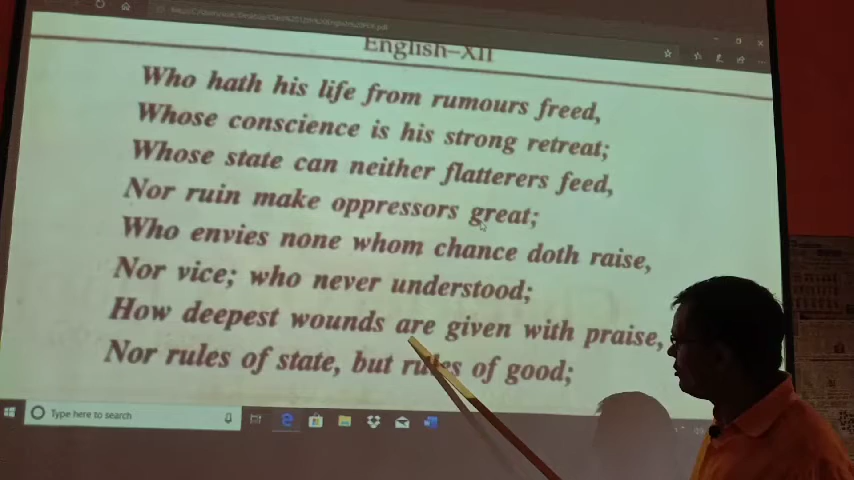 English-XII
Who hath his life from rumours freed,
Whose conscience is his strong retreat;
Whose state can neither flatterers feed,
Nor ruin make oppressors great;
Who envies none whom chance doth raise,
Nor vice; who never understood;
How deepest wounds are given with praise,
Nor rules of state, but rules of good;
Type here to search